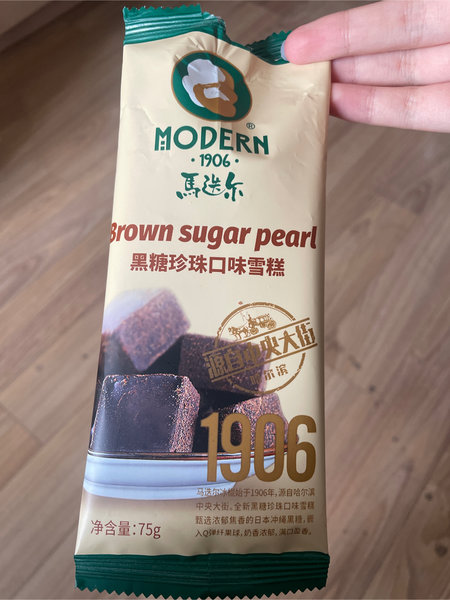 MODERN®
·1906·
馬迭尔
Brown sugar pearl
黑糖珍珠口味雪糕
源自中央大街
哈尔滨
1906
马迭尔冰棍始于1906年,源自哈尔滨
中央大街。全新黑糖珍珠口味雪糕
甄选浓郁焦香的日本冲绳黑糖,嵌
入Q弹纤果球,奶香浓郁,满口留香。
净含量:75g